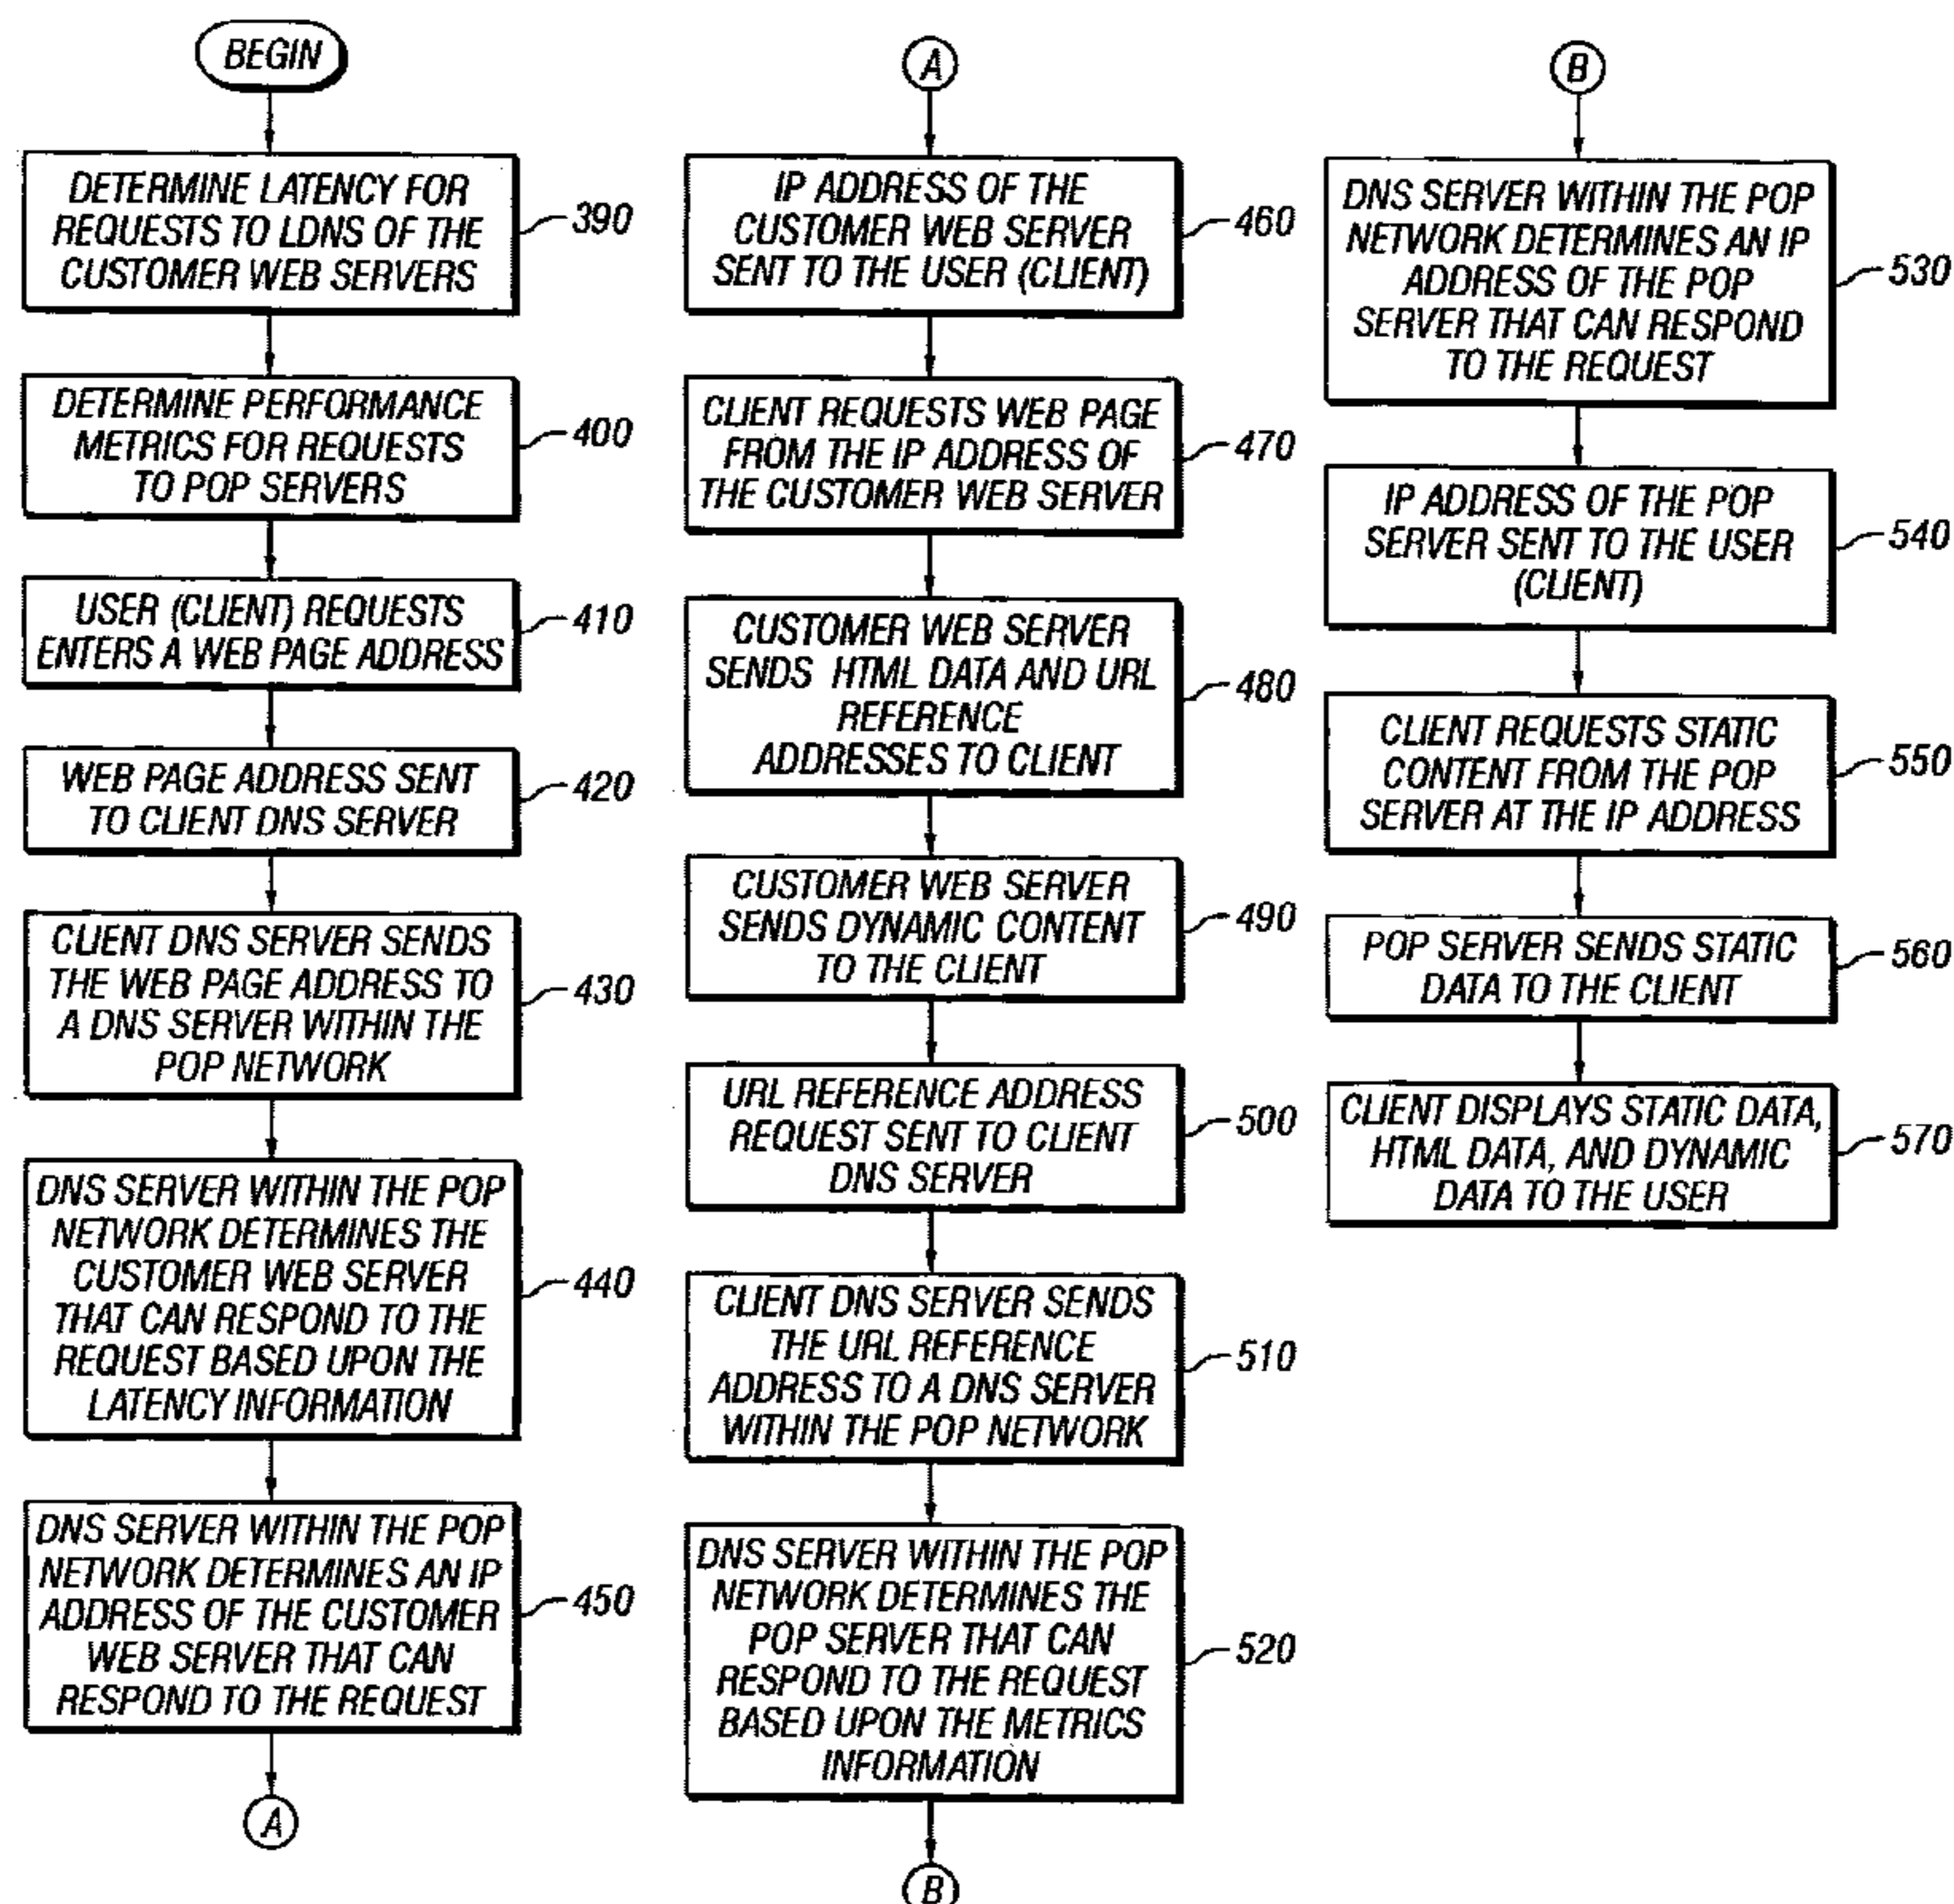 BEGIN
DETERMINE LATENCY FOR
REQUESTS TO LDNS OF THE
CUSTOMER WEB SERVERS
390
DETERMINE PERFORMANCE
METRICS FOR REQUESTS
TO POP SERVERS
400
USER (CLIENT) REQUESTS
ENTERS A WEB PAGE ADDRESS
410
WEB PAGE ADDRESS SENT
TO CLIENT DNS SERVER
420
CLIENT DNS SERVER SENDS
THE WEB PAGE ADDRESS TO
A DNS SERVER WITHIN THE
POP NETWORK
430
DNS SERVER WITHIN THE POP
NETWORK DETERMINES THE
CUSTOMER WEB SERVER
THAT CAN RESPOND TO THE
REQUEST BASED UPON THE
LATENCY INFORMATION
440
DNS SERVER WITHIN THE POP
NETWORK DETERMINES AN IP
ADDRESS OF THE CUSTOMER
WEB SERVER THAT CAN
RESPOND TO THE REQUEST
450
A
A
IP ADDRESS OF THE
CUSTOMER WEB SERVER
SENT TO THE USER (CLIENT)
460
CLIENT REQUESTS WEB PAGE
FROM THE IP ADDRESS OF
THE CUSTOMER WEB SERVER
470
CUSTOMER WEB SERVER
SENDS HTML DATA AND URL
REFERENCE
ADDRESSES TO CLIENT
480
CUSTOMER WEB SERVER
SENDS DYNAMIC CONTENT
TO THE CLIENT
490
URL REFERENCE ADDRESS
REQUEST SENT TO CLIENT
DNS SERVER
500
CLIENT DNS SERVER SENDS
THE URL REFERENCE
ADDRESS TO A DNS SERVER
WITHIN THE POP NETWORK
510
DNS SERVER WITHIN THE POP
NETWORK DETERMINES THE
POP SERVER THAT CAN
RESPOND TO THE REQUEST
BASED UPON THE METRICS
INFORMATION
520
B
B
DNS SERVER WITHIN THE POP
NETWORK DETERMINES AN IP
ADDRESS OF THE POP
SERVER THAT CAN RESPOND
TO THE REQUEST
530
IP ADDRESS OF THE POP
SERVER SENT TO THE USER
(CLIENT)
540
CLIENT REQUESTS STATIC
CONTENT FROM THE POP
SERVER AT THE IP ADDRESS
550
POP SERVER SENDS STATIC
DATA TO THE CLIENT
560
CLIENT DISPLAYS STATIC DATA,
HTML DATA, AND DYNAMIC
DATA TO THE USER
570